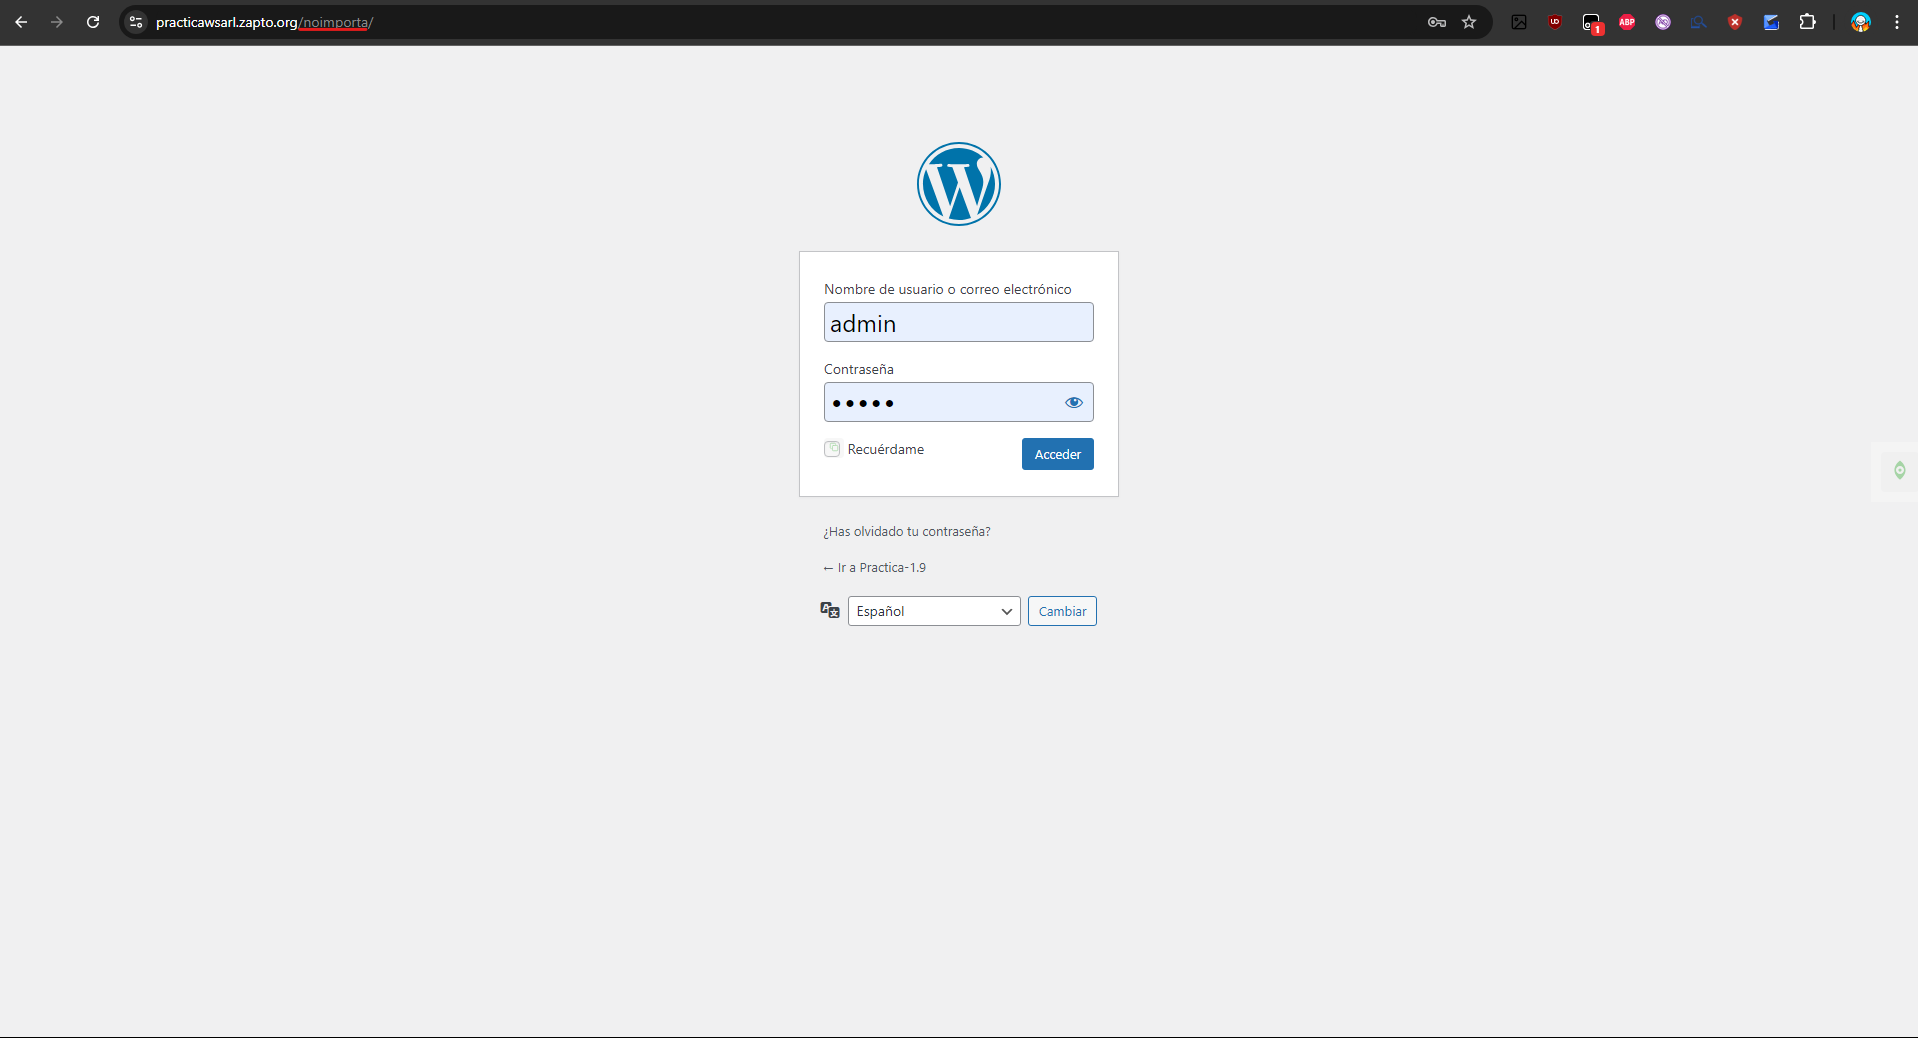 practicawsarl.zapto.org/noimporta/
1
ABP
Nombre de usuario o correo electrónico
admin
Contraseña
Recuérdame
Acceder
¿Has olvidado tu contraseña?
← Ir a Practica-1.9
Español
Cambiar